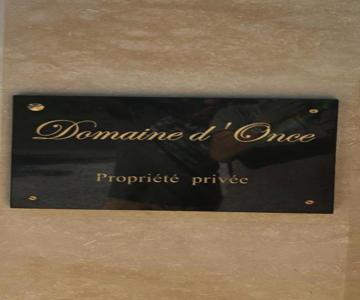 Domaine d'Once
Propriété privée